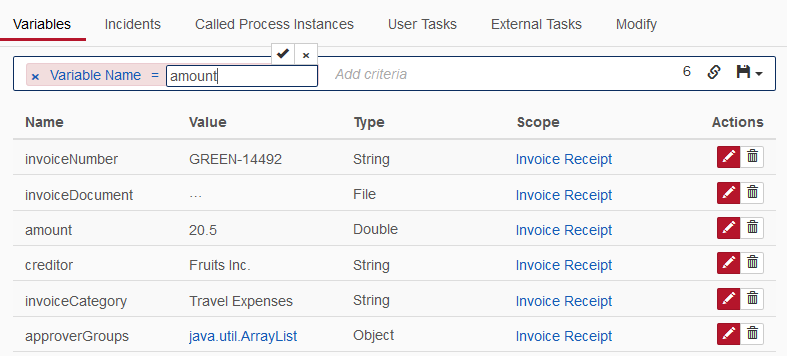 Variables Incidents Called Process Instances User Tasks External Tasks Modify
× Variable Name = amount Add criteria 6
Name Value Type Scope Actions
invoiceNumber GREEN-14492 String Invoice Receipt
invoiceDocument ... File Invoice Receipt
amount 20.5 Double Invoice Receipt
creditor Fruits Inc. String Invoice Receipt
invoiceCategory Travel Expenses String Invoice Receipt
approverGroups java.util.ArrayList Object Invoice Receipt